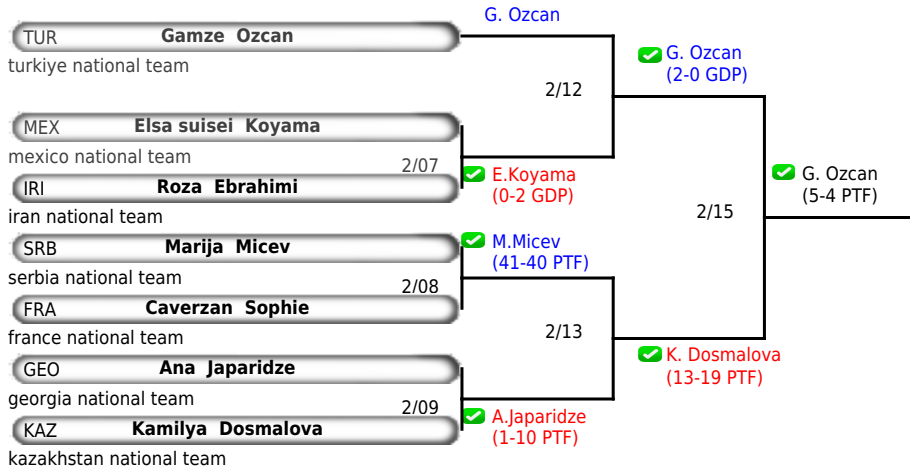 G. Ozcan
TUR Gamze Ozcan
turkiye national team
G. Ozcan
(2-0 GDP)
2/12
MEX Elsa suisei Koyama
mexico national team
2/07
E.Koyama
(0-2 GDP)
IRI Roza Ebrahimi
iran national team
G. Ozcan
(5-4 PTF)
2/15
SRB Marija Micev
serbia national team
M.Micev
(41-40 PTF)
2/08
FRA Caverzan Sophie
france national team
2/13
GEO Ana Japaridze
georgia national team
K. Dosmalova
(13-19 PTF)
2/09
A.Japaridze
(1-10 PTF)
KAZ Kamilya Dosmalova
kazakhstan national team